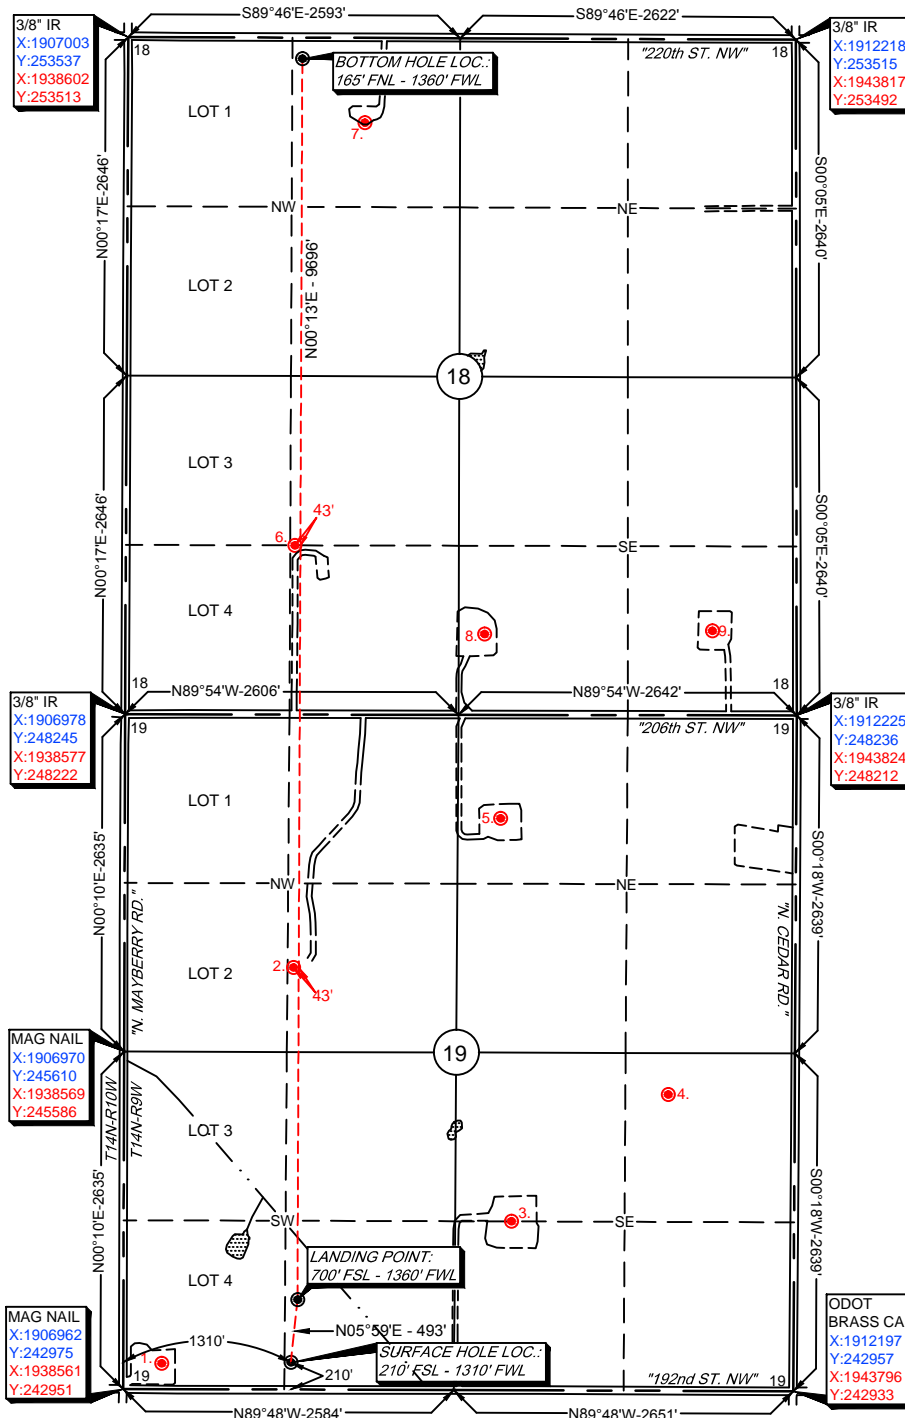 S89°46'E-2593'
S89°46'E-2622'
3/8" IR
X:1907003
Y:253537
X:1938602
Y:253513
18
BOTTOM HOLE LOC.:
165' FNL - 1360' FWL
"220th ST. NW"
18
3/8" IR
X:1912218
Y:253515
X:1943817
Y:253492
LOT 1
7.
N00°17'E-2646'
NW
NE
S00°05'E-2640'
LOT 2
N00°13'E - 9696'
18
LOT 3
N00°17'E-2646'
43'
6.
SE
S00°05'E-2640'
LOT 4
8.
9.
18
N89°54'W-2606'
N89°54'W-2642'
18
3/8" IR
X:1906978
Y:248245
X:1938577
Y:248222
19
"206th ST. NW"
19
3/8" IR
X:1912225
Y:248236
X:1943824
Y:248212
LOT 1
5.
N00°10'E-2635'
NW
NE
S00°18'W-2639'
"N. MAYBERRY RD."
"N. CEDAR RD."
LOT 2
2.
43'
MAG NAIL
X:1906970
Y:245610
X:1938569
Y:245586
19
T14N-R10W
T14N-R9W
4.
LOT 3
N00°10'E-2635'
SW
3.
SE
S00°18'W-2639'
LANDING POINT:
700' FSL - 1360' FWL
LOT 4
MAG NAIL
X:1906962
Y:242975
X:1938561
Y:242951
1310'
N05°59'E - 493'
1.
SURFACE HOLE LOC.:
210' FSL - 1310' FWL
210'
19
"192nd ST. NW"
19
ODOT
BRASS CA
X:1912197
Y:242957
X:1943796
Y:242933
N89°48'W-2584'
N89°48'W-2651'